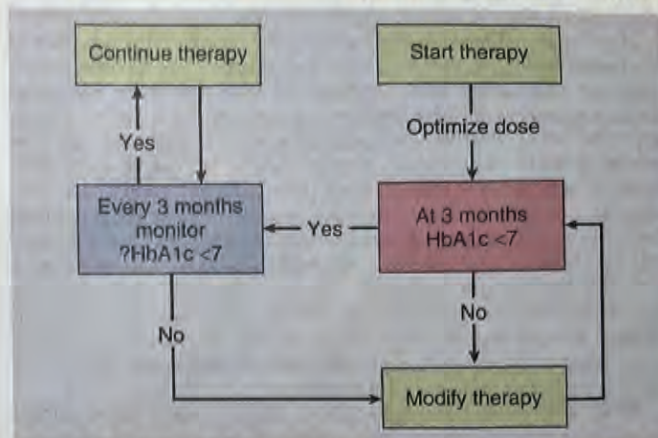 Continue therapy
Start therapy
Yes
Optimize dose
Every 3 months
monitor
?HbA1c <7
Yes
At 3 months
HbA1c <7
No
No
Modify therapy